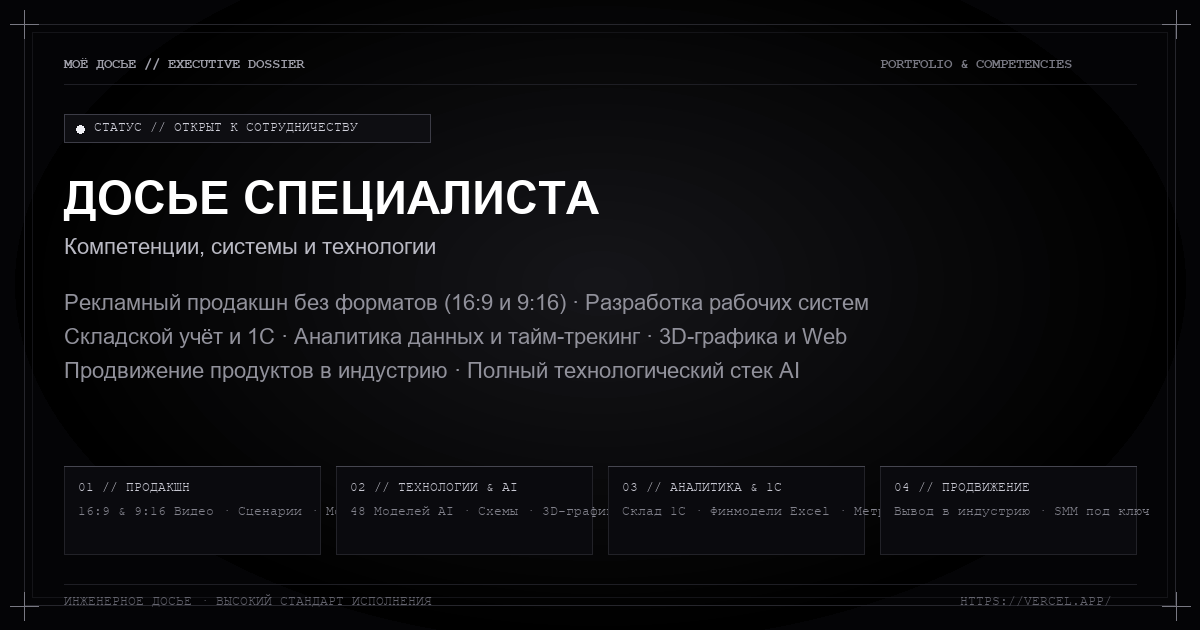 МОЁ ДОСЬЕ // EXECUTIVE DOSSIER
PORTFOLIO & COMPETENCIES
СТАТУС // ОТКРЫТ К СОТРУДНИЧЕСТВУ
ДОСЬЕ СПЕЦИАЛИСТА
Компетенции, системы и технологии
Рекламный продакшн без форматов (16:9 и 9:16) · Разработка рабочих систем
Складской учёт и 1С · Аналитика данных и тайм-трекинг · 3D-графика и Web
Продвижение продуктов в индустрию · Полный технологический стек AI
01 // ПРОДАКШН
16:9 & 9:16 Видео · Сценарии ·
02 // ТЕХНОЛОГИИ & AI
48 Моделей AI · Схемы ·
03 // АНАЛИТИКА & 1С
Склад 1С · Финмодели Excel ·
04 // ПРОДВИЖЕНИЕ
Вывод в индустрию · SMM под ключ
ИНЖЕНЕРНОЕ ДОСЬЕ · ВЫСОКИЙ СТАНДАРТ ИСПОЛНЕНИЯ
HTTPS://VERCEL.APP/